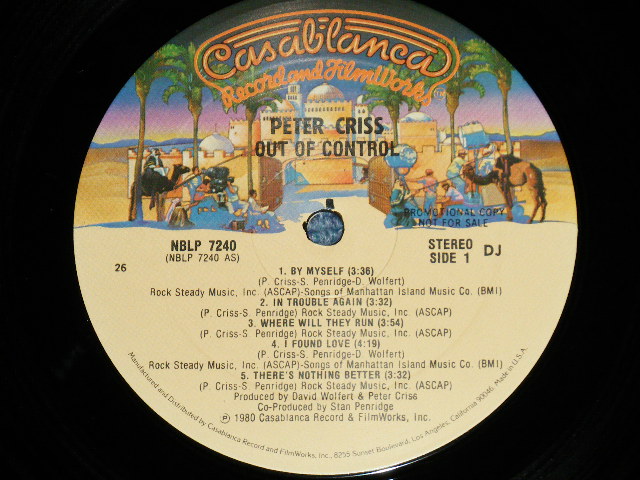 Casablanca
Record and FilmWorks
PETER CRISS
OUT OF CONTROL
PROMOTIONAL COPY
NOT FOR SALE
NBLP 7240
(NBLP 7240 AS)
STEREO
SIDE 1
DJ
26
1. BY MYSELF (3:36)
(P. Criss-S. Penridge-D. Wolfert)
Rock Steady Music, Inc. (ASCAP)-Songs of Manhattan Island Music Co. (BMI)
2. IN TROUBLE AGAIN (3:32)
(P. Criss-S. Penridge) Rock Steady Music, Inc. (ASCAP)
3. WHERE WILL THEY RUN (3:54)
(P. Criss-S. Penridge) Rock Steady Music, Inc. (ASCAP)
4. I FOUND LOVE (4:19)
(P. Criss-S. Penridge-D. Wolfert)
Rock Steady Music, Inc. (ASCAP)-Songs of Manhattan Island Music Co. (BMI)
5. THERE'S NOTHING BETTER (3:32)
(P. Criss-S. Penridge) Rock Steady Music, Inc. (ASCAP)
Produced by David Wolfert & Peter Criss
Co-Produced by Stan Penridge
℗ 1980 Casablanca Record & FilmWorks, Inc.
Manufactured and Distributed by Casablanca Record and FilmWorks, Inc., 8255 Sunset Boulevard, Los Angeles, California 90046. Made in U.S.A.